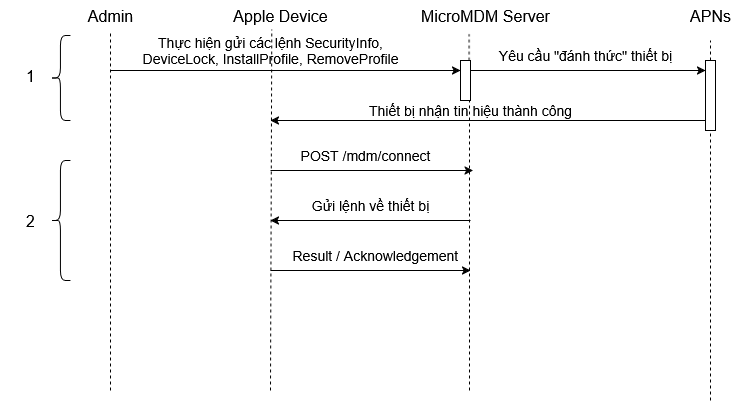 Admin
Apple Device
MicroMDM Server
APNs
Thực hiện gửi các lệnh SecurityInfo,
DeviceLock, InstallProfile, RemoveProfile
Yêu cầu "đánh thức" thiết bị
1
Thiết bị nhận tin hiệu thành công
POST /mdm/connect
Gửi lệnh về thiết bị
2
Result / Acknowledgement